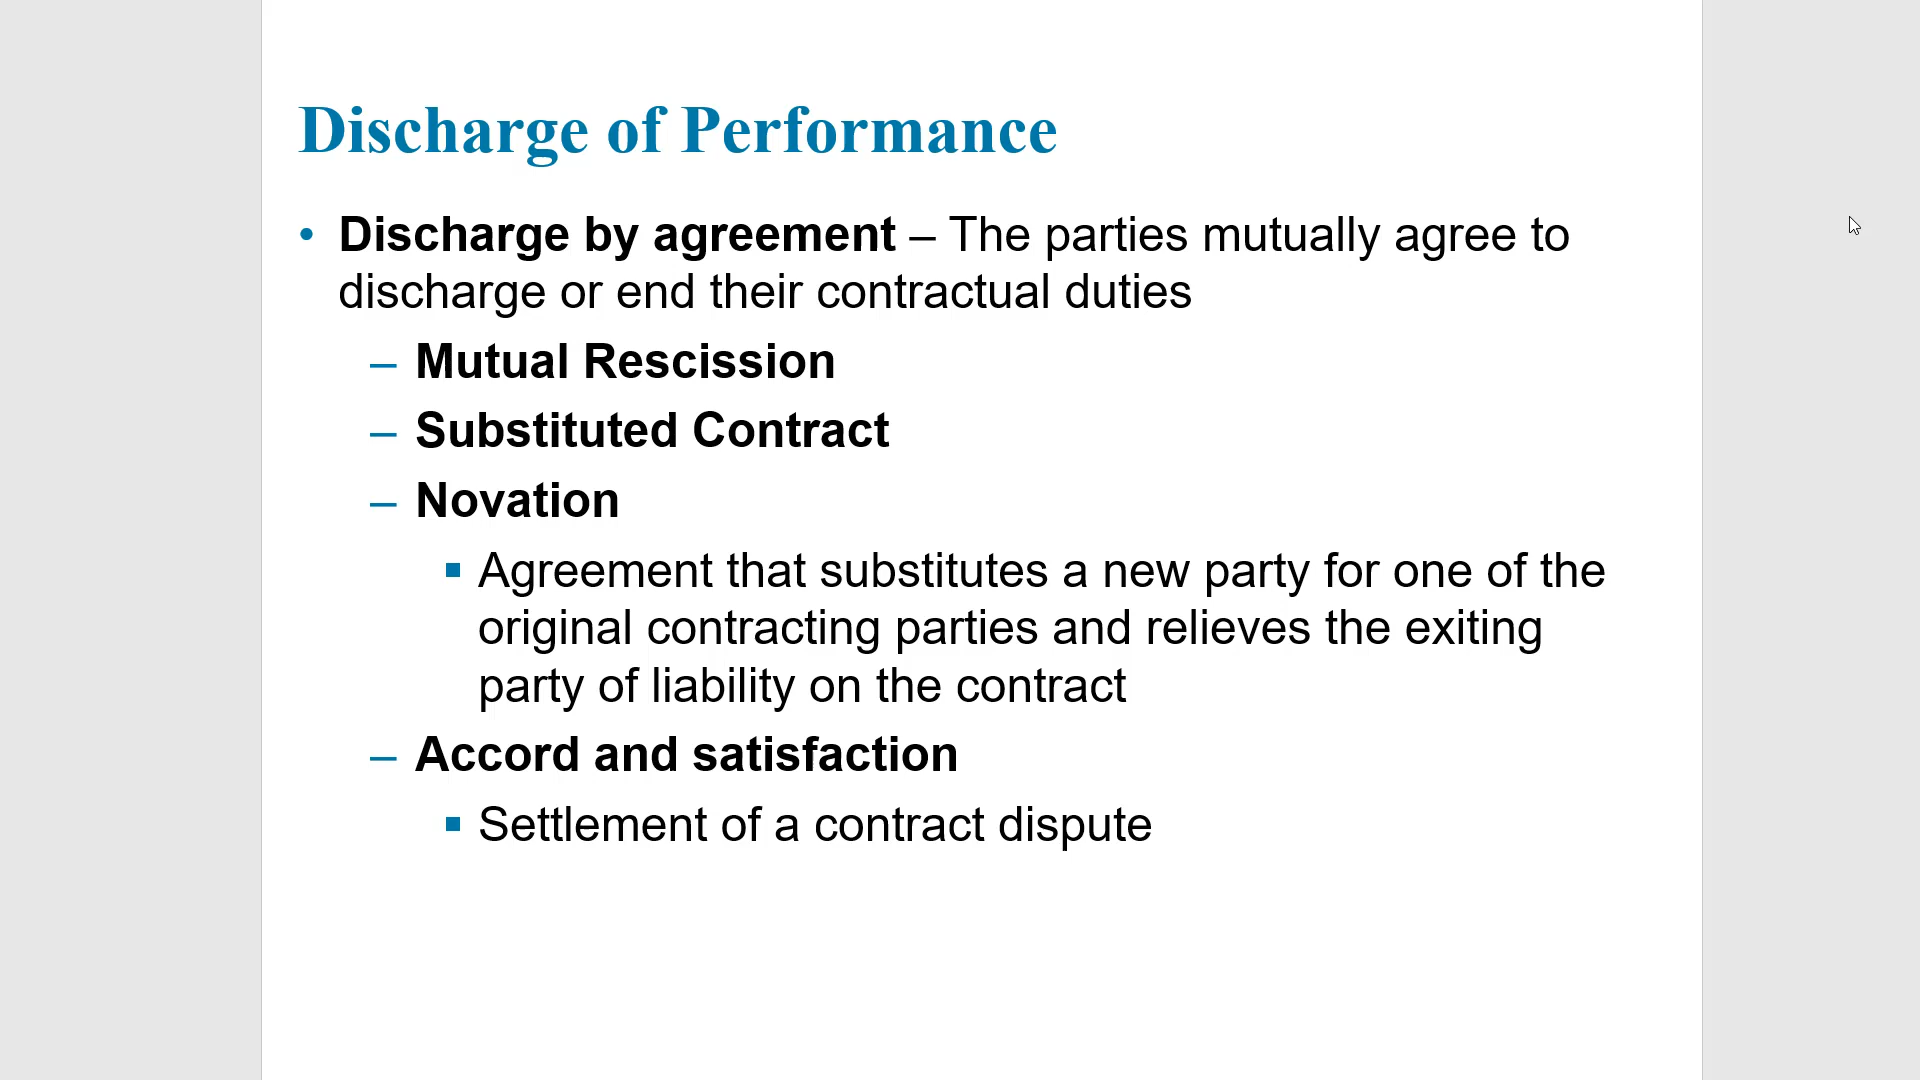 Discharge of Performance
• Discharge by agreement – The parties mutually agree to
discharge or end their contractual duties
– Mutual Rescission
– Substituted Contract
– Novation
▪ Agreement that substitutes a new party for one of the
original contracting parties and relieves the exiting
party of liability on the contract
– Accord and satisfaction
▪ Settlement of a contract dispute